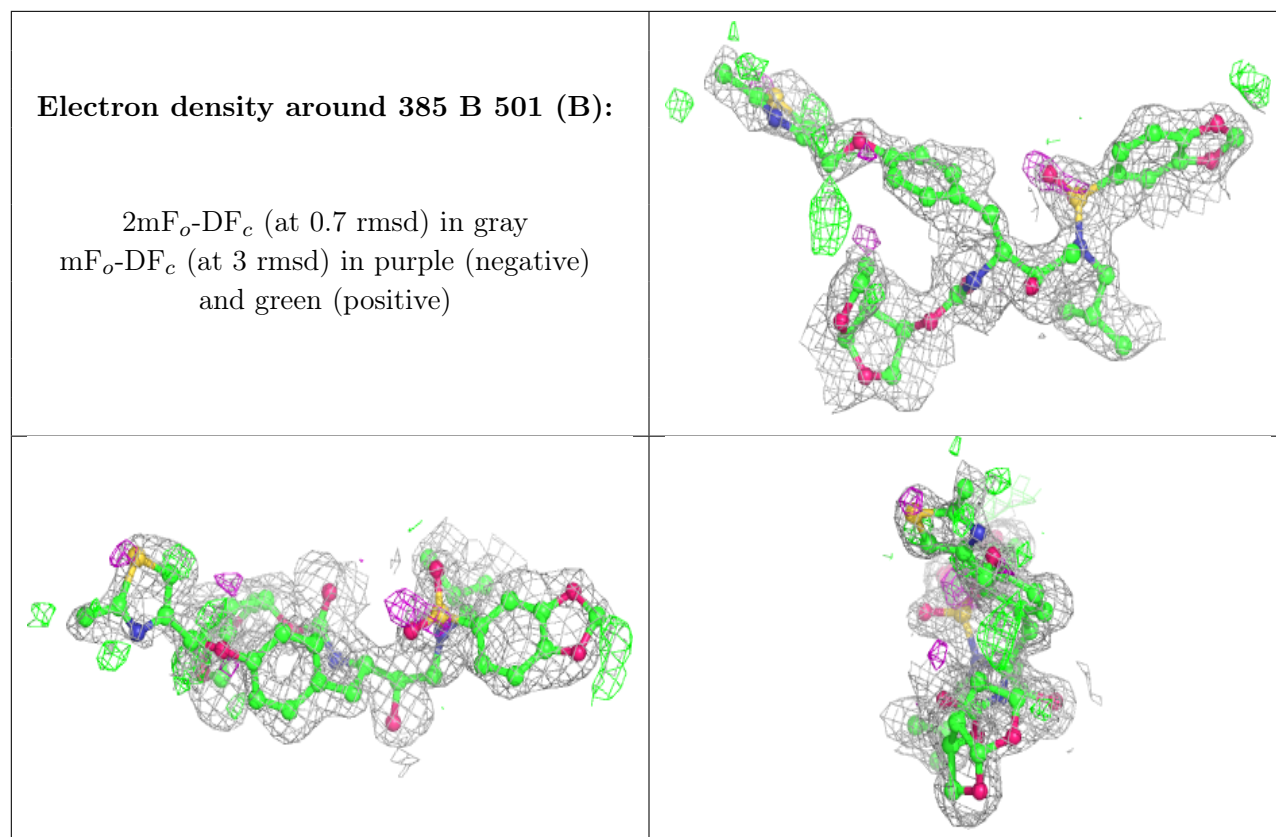 Electron density around 385 B 501 (B):
2mFo-DFc (at 0.7 rmsd) in gray
mFo-DFc (at 3 rmsd) in purple (negative)
and green (positive)